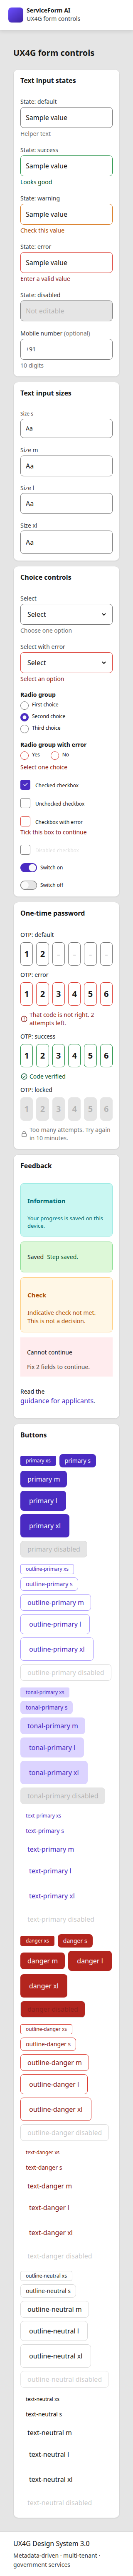 ServiceForm AI
UX4G form controls
UX4G form controls
Text input states
State: default
Sample value
Helper text
State: success
Sample value
Looks good
State: warning
Sample value
Check this value
State: error
Sample value
Enter a valid value
State: disabled
Not editable
Mobile number (optional)
+91
10 digits
Text input sizes
Size s
Aa
Size m
Aa
Size l
Aa
Size xl
Aa
Choice controls
Select
Select
Choose one option
Select with error
Select
Select an option
Radio group
First choice
Second choice
Third choice
Radio group with error
Yes No
Select one choice
Checked checkbox
Unchecked checkbox
Checkbox with error
Tick this box to continue
Disabled checkbox
Switch on
Switch off
One-time password
OTP: default
1 2 - - - -
OTP: error
1 2 3 4 5 6
That code is not right. 2
attempts left.
OTP: success
1 2 3 4 5 6
Code verified
OTP: locked
1 2 3 4 5 6
Too many attempts. Try again
in 10 minutes.
Feedback
Information
Your progress is saved on this
device.
Saved Step saved.
Check
Indicative check not met.
This is not a decision.
Cannot continue
Fix 2 fields to continue.
Read the
guidance for applicants.
Buttons
primary xs primary s
primary m
primary l
primary xl
primary disabled
outline-primary xs
outline-primary s
outline-primary m
outline-primary l
outline-primary xl
outline-primary disabled
tonal-primary xs
tonal-primary s
tonal-primary m
tonal-primary l
tonal-primary xl
tonal-primary disabled
text-primary xs
text-primary s
text-primary m
text-primary l
text-primary xl
text-primary disabled
danger xs danger s
danger m danger l
danger xl
danger disabled
outline-danger xs
outline-danger s
outline-danger m
outline-danger l
outline-danger xl
outline-danger disabled
text-danger xs
text-danger s
text-danger m
text-danger l
text-danger xl
text-danger disabled
outline-neutral xs
outline-neutral s
outline-neutral m
outline-neutral l
outline-neutral xl
outline-neutral disabled
text-neutral xs
text-neutral s
text-neutral m
text-neutral l
text-neutral xl
text-neutral disabled
UX4G Design System 3.0
Metadata-driven · multi-tenant ·
government services